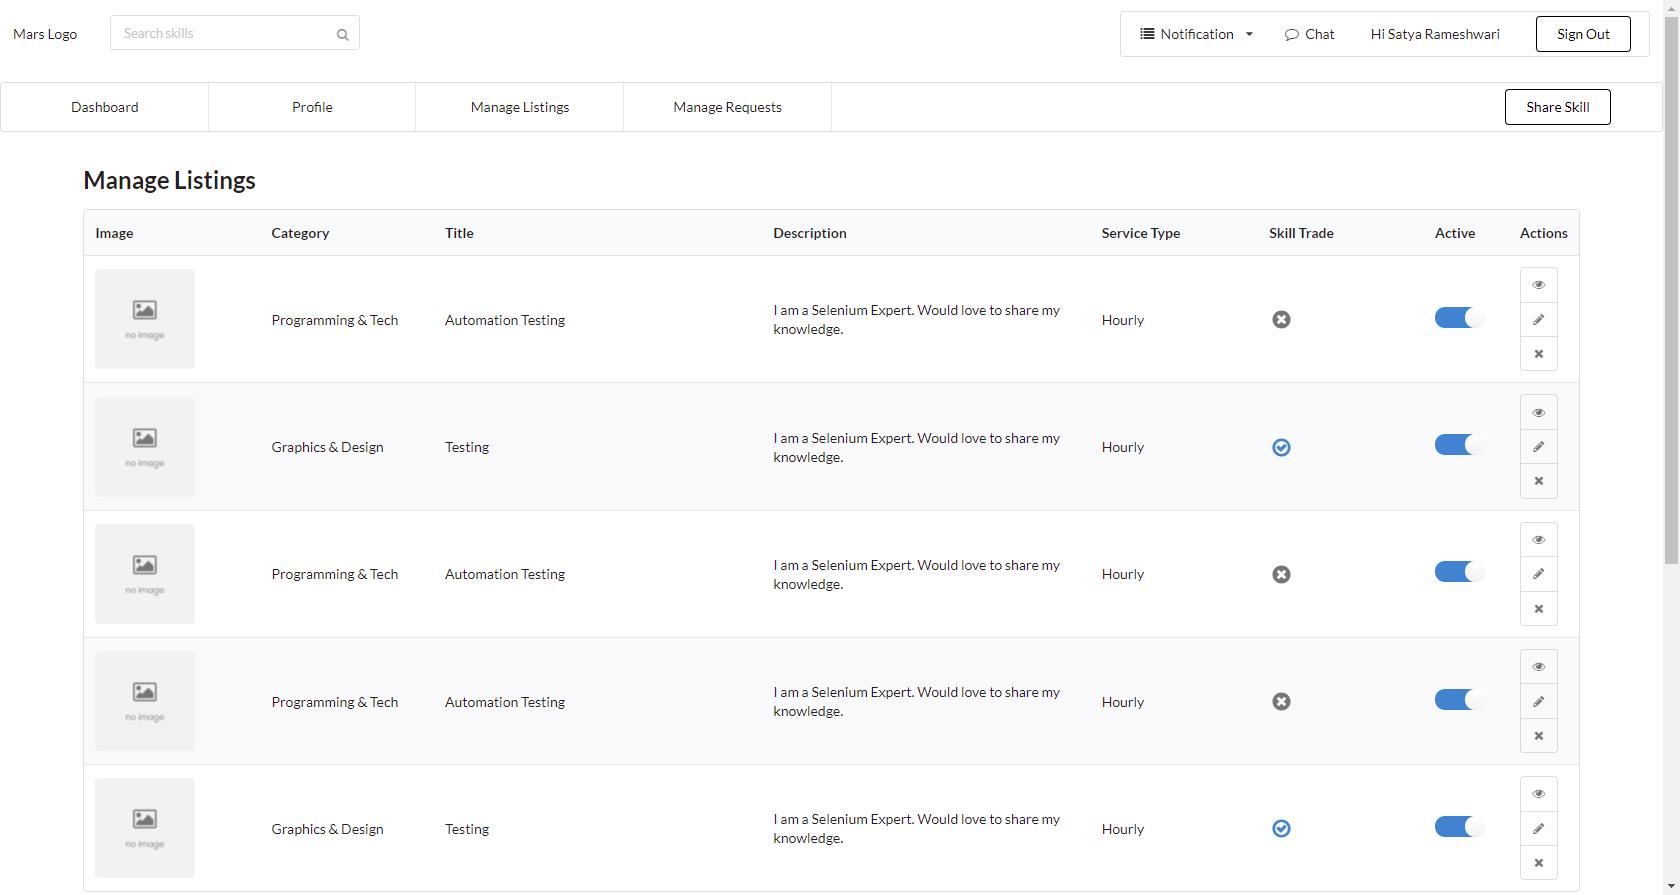 Mars Logo
Search skills
Notification
Chat
Hi Satya Rameshwari
Sign Out
Dashboard
Profile
Manage Listings
Manage Requests
Share Skill
Manage Listings
Image Category Title Description Service Type Skill Trade Active Actions
no image
Programming & Tech
Automation Testing
I am a Selenium Expert. Would love to share my
knowledge.
Hourly
no image
Graphics & Design
Testing
I am a Selenium Expert. Would love to share my
knowledge.
Hourly
no image
Programming & Tech
Automation Testing
I am a Selenium Expert. Would love to share my
knowledge.
Hourly
no image
Programming & Tech
Automation Testing
I am a Selenium Expert. Would love to share my
knowledge.
Hourly
no image
Graphics & Design
Testing
I am a Selenium Expert. Would love to share my
knowledge.
Hourly